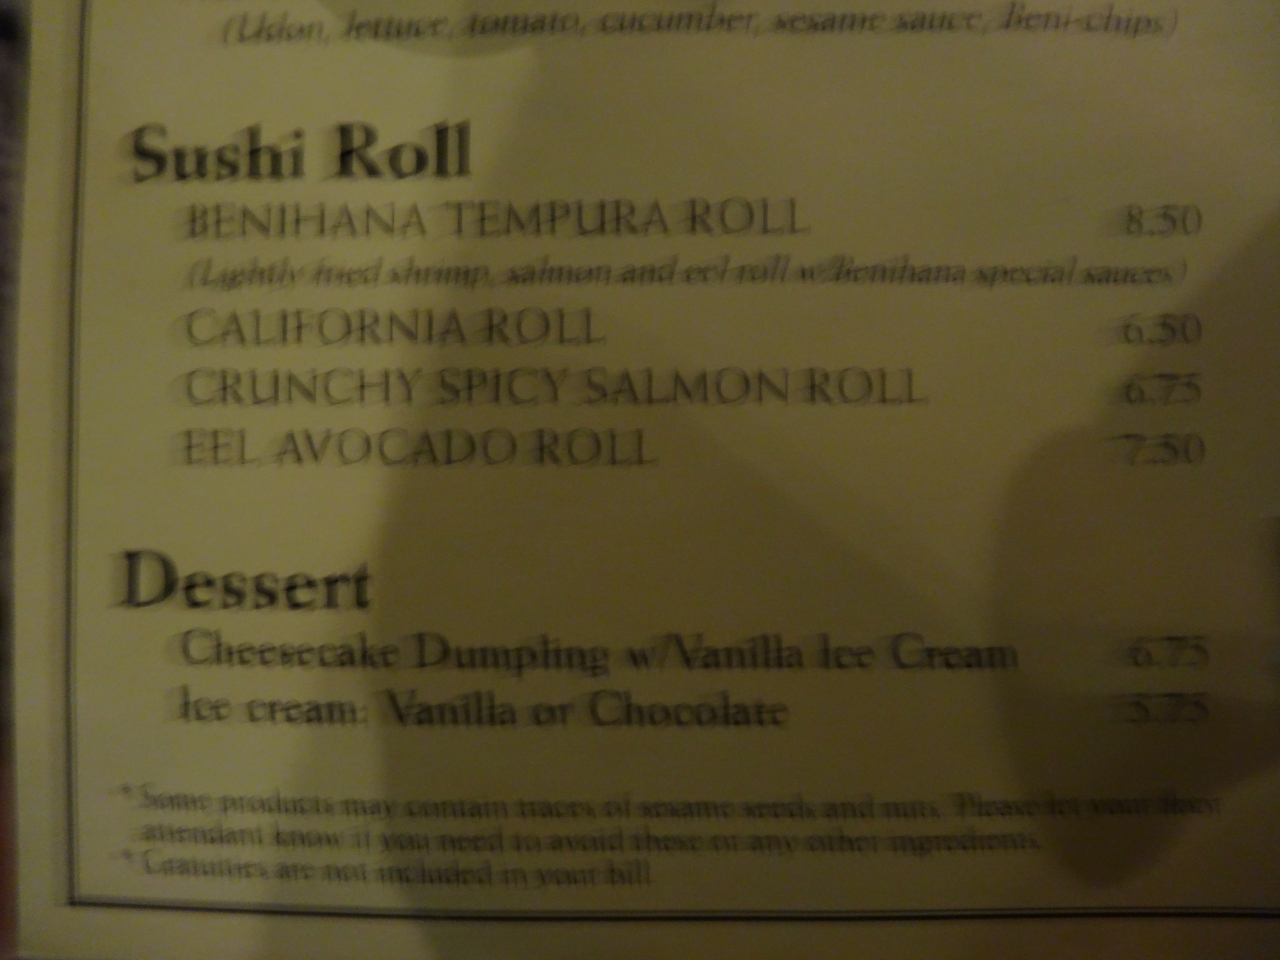 (Udon, lettuce, tomato, cucumber, sesame sauce, Beni-chips)
Sushi Roll
BENIHANA TEMPURA ROLL 8.50
(Lightly fried shrimp, salmon and eel roll w/Benihana special sauces)
CALIFORNIA ROLL 6.50
CRUNCHY SPICY SALMON ROLL 6.75
EEL AVOCADO ROLL 7.50
Dessert
Cheesecake Dumpling w/Vanilla Ice Cream 6.75
Ice cream: Vanilla or Chocolate 5.75
* Some products may contain traces of sesame seeds and nuts. Please let your floor
attendant know if you need to avoid these or any other ingredients.
* Gratuities are not included in your bill